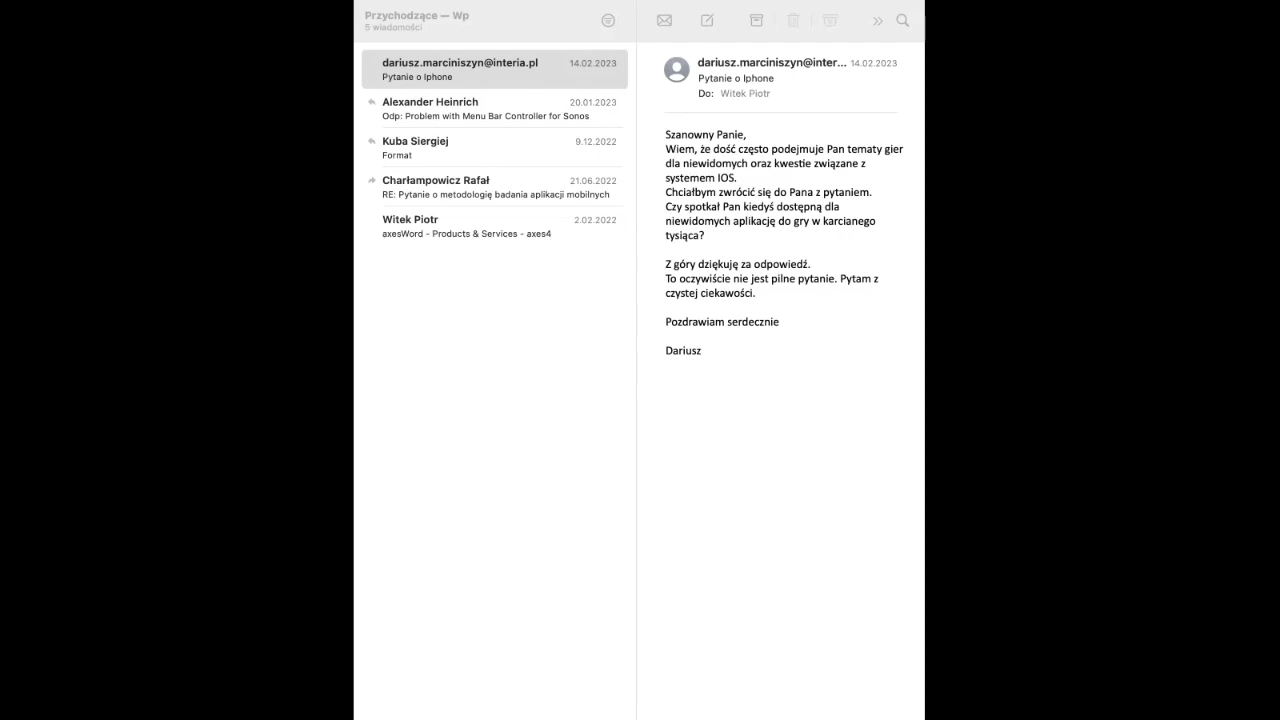 Przychodzące — Wp
5 wiadomości
dariusz.marciniszyn@interia.pl 14.02.2023
Pytanie o Iphone
Alexander Heinrich 20.01.2023
Odp: Problem with Menu Bar Controller for Sonos
Kuba Siergiej 9.12.2022
Format
Charłampowicz Rafał 21.06.2022
RE: Pytanie o metodologię badania aplikacji mobilnych
Witek Piotr 2.02.2022
axesWord - Products & Services - axes4
dariusz.marciniszyn@inter... 14.02.2023
Pytanie o Iphone
Do: Witek Piotr
Szanowny Panie,
Wiem, że dość często podejmuje Pan tematy gier
dla niewidomych oraz kwestie związane z
systemem IOS.
Chciałbym zwrócić się do Pana z pytaniem.
Czy spotkał Pan kiedyś dostępną dla
niewidomych aplikację do gry w karcianego
tysiąca?
Z góry dziękuję za odpowiedź.
To oczywiście nie jest pilne pytanie. Pytam z
czystej ciekawości.
Pozdrawiam serdecznie
Dariusz